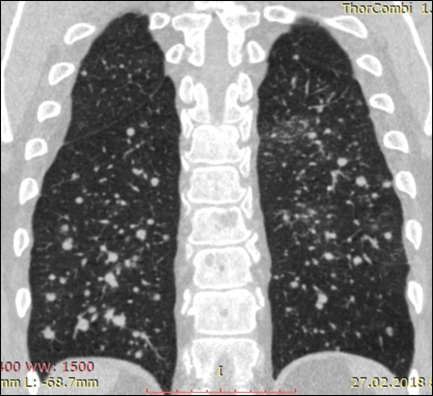 ThorCombi 1.
400 WW: 1500
mm L: -68.7mm
I
27.02.2018